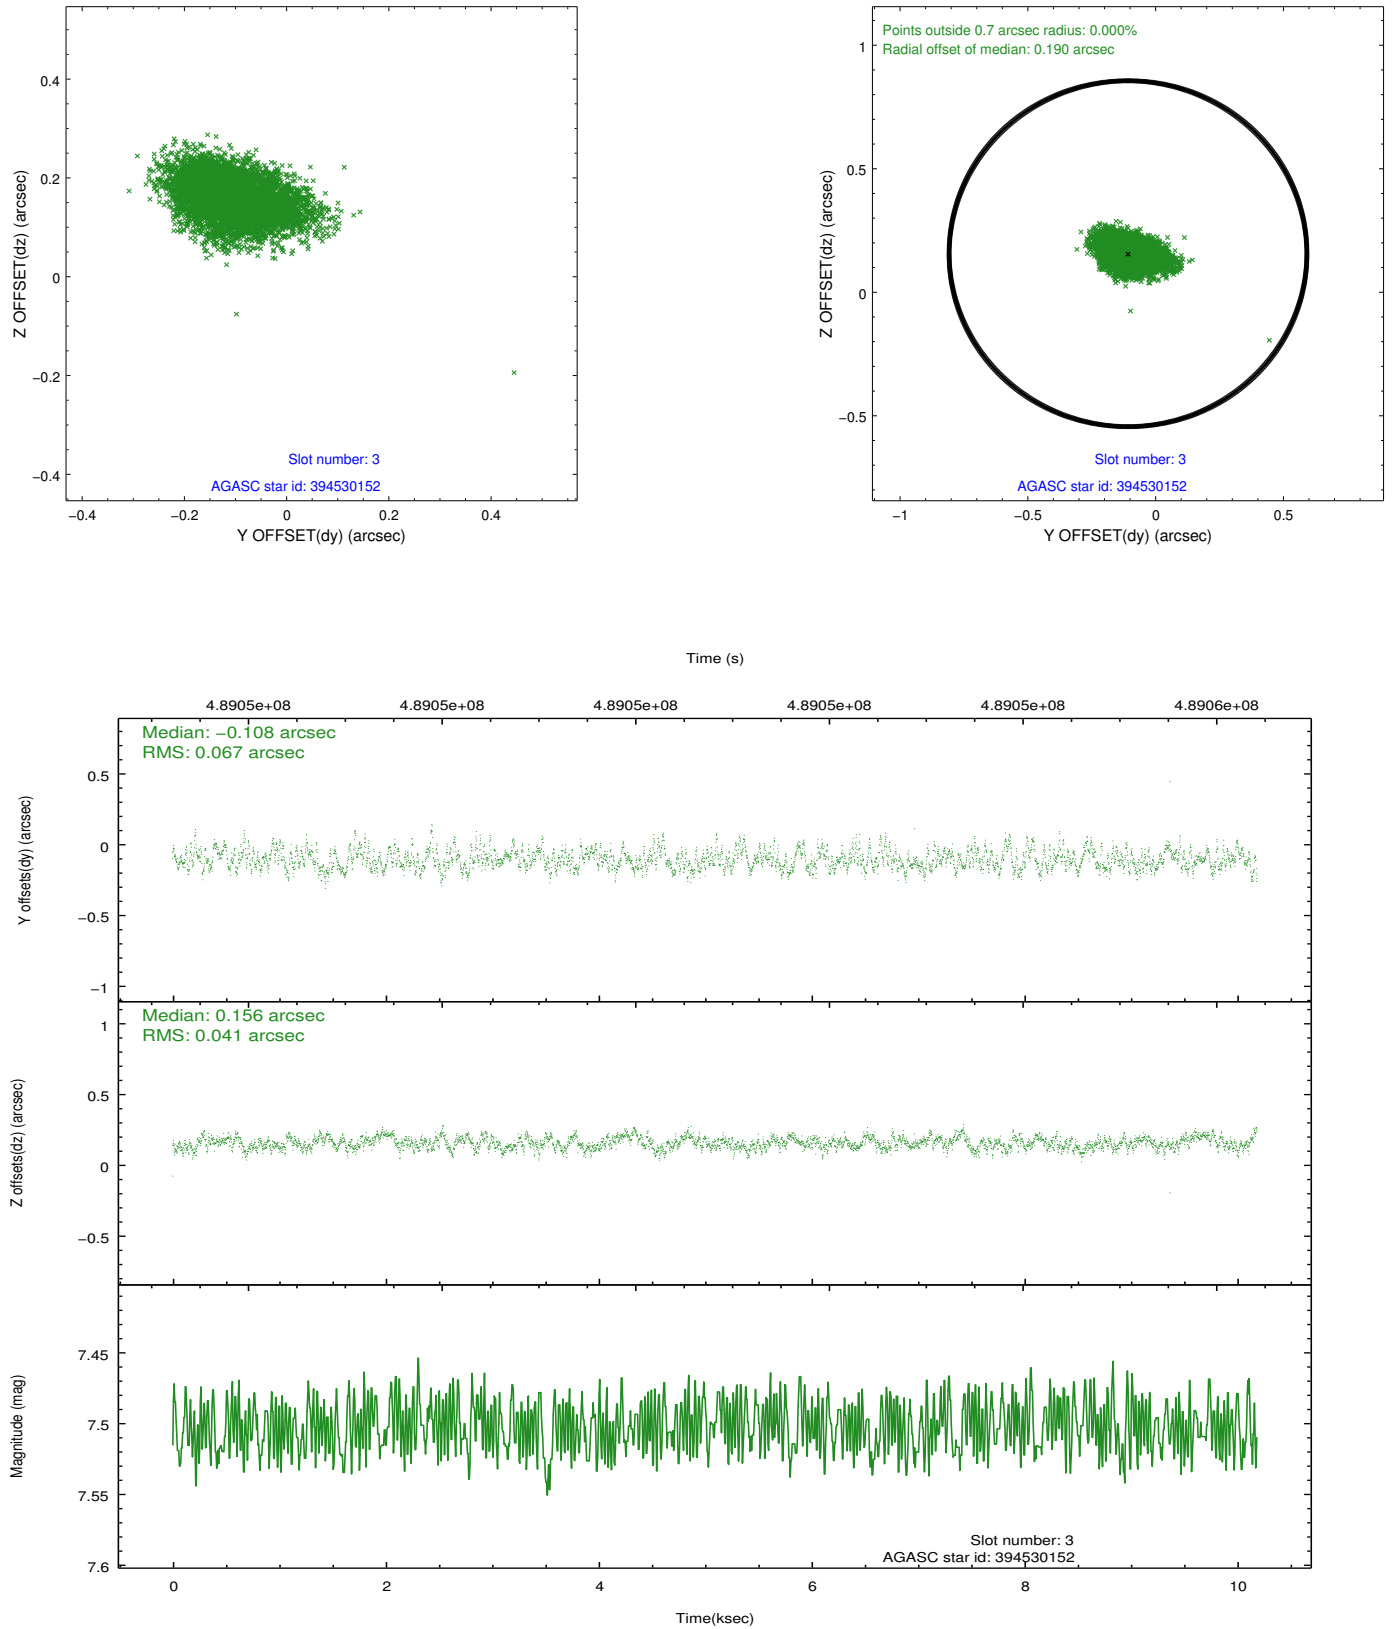 0.4
0.2
0
−0.2
−0.4
Z OFFSET(dz) (arcsec)
Slot number: 3
AGASC star id: 394530152
−0.4 −0.2 0 0.2 0.4
Y OFFSET(dy) (arcsec)
Points outside 0.7 arcsec radius: 0.000%
Radial offset of median: 0.190 arcsec
1
0.5
0
−0.5
Z OFFSET(dz) (arcsec)
Slot number: 3
AGASC star id: 394530152
−1 −0.5 0 0.5
Y OFFSET(dy) (arcsec)
Time (s)
4.8905e+08 4.8905e+08 4.8905e+08 4.8905e+08 4.8905e+08 4.8906e+08
Median: −0.108 arcsec
RMS: 0.067 arcsec
0.5
0
−0.5
−1
Y offsets(dy) (arcsec)
Median: 0.156 arcsec
RMS: 0.041 arcsec
1
0.5
0
−0.5
Z offsets(dz) (arcsec)
7.45
7.5
7.55
7.6
Magnitude (mag)
Slot number: 3
AGASC star id: 394530152
0 2 4 6 8 10
Time(ksec)